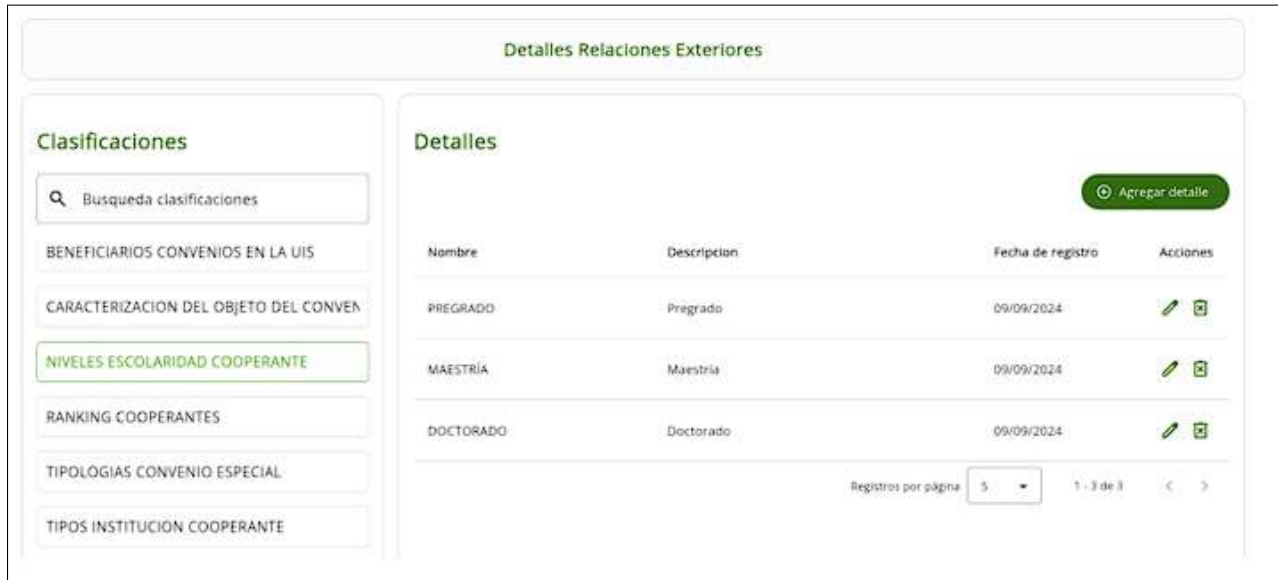 Detalles Relaciones Exteriores
Clasificaciones
Busqueda clasificaciones
BENEFICIARIOS CONVENIOS EN LA UIS
CARACTERIZACION DEL OBJETO DEL CONVEN
NIVELES ESCOLARIDAD COOPERANTE
RANKING COOPERANTES
TIPOLOGIAS CONVENIO ESPECIAL
TIPOS INSTITUCION COOPERANTE
Detalles
Agregar detalle
Nombre Descripcion Fecha de registro Acciones
PREGRADO Pregrado 09/09/2024
MAESTRÍA Maestria 09/09/2024
DOCTORADO Doctorado 09/09/2024
Registros por página 5 1 - 3 de 3